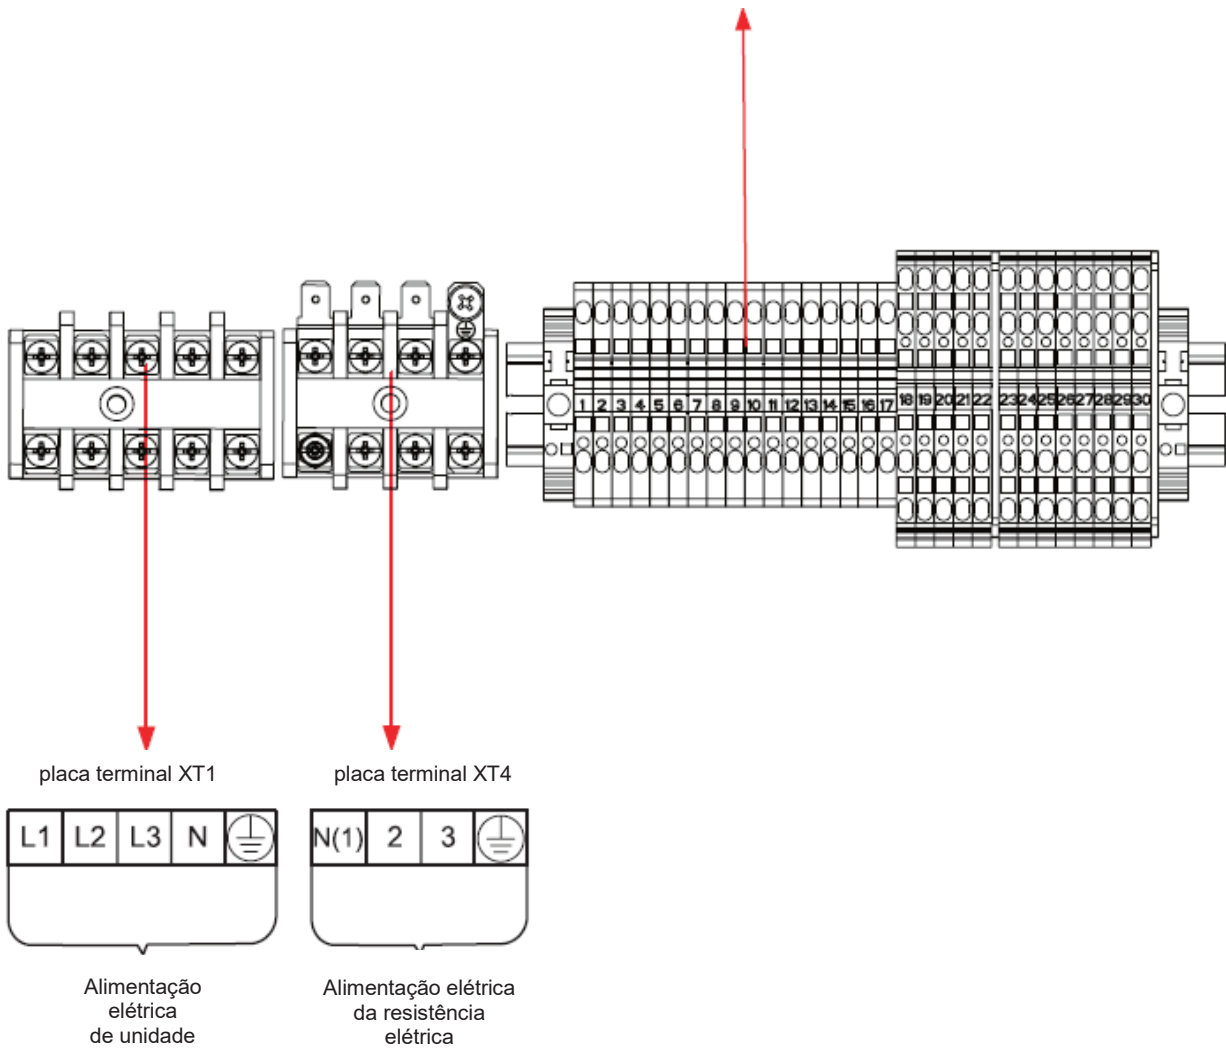 1 2 3 4 5 6 7 8 9 10 11 12 13 14 15 16 17 18 19 20 21 22 23 24 25 26 27 28 29 30
placa terminal XT1
placa terminal XT4
L1 L2 L3 N
N(1) 2 3
Alimentação
elétrica
de unidade
Alimentação elétrica
da resistência
elétrica